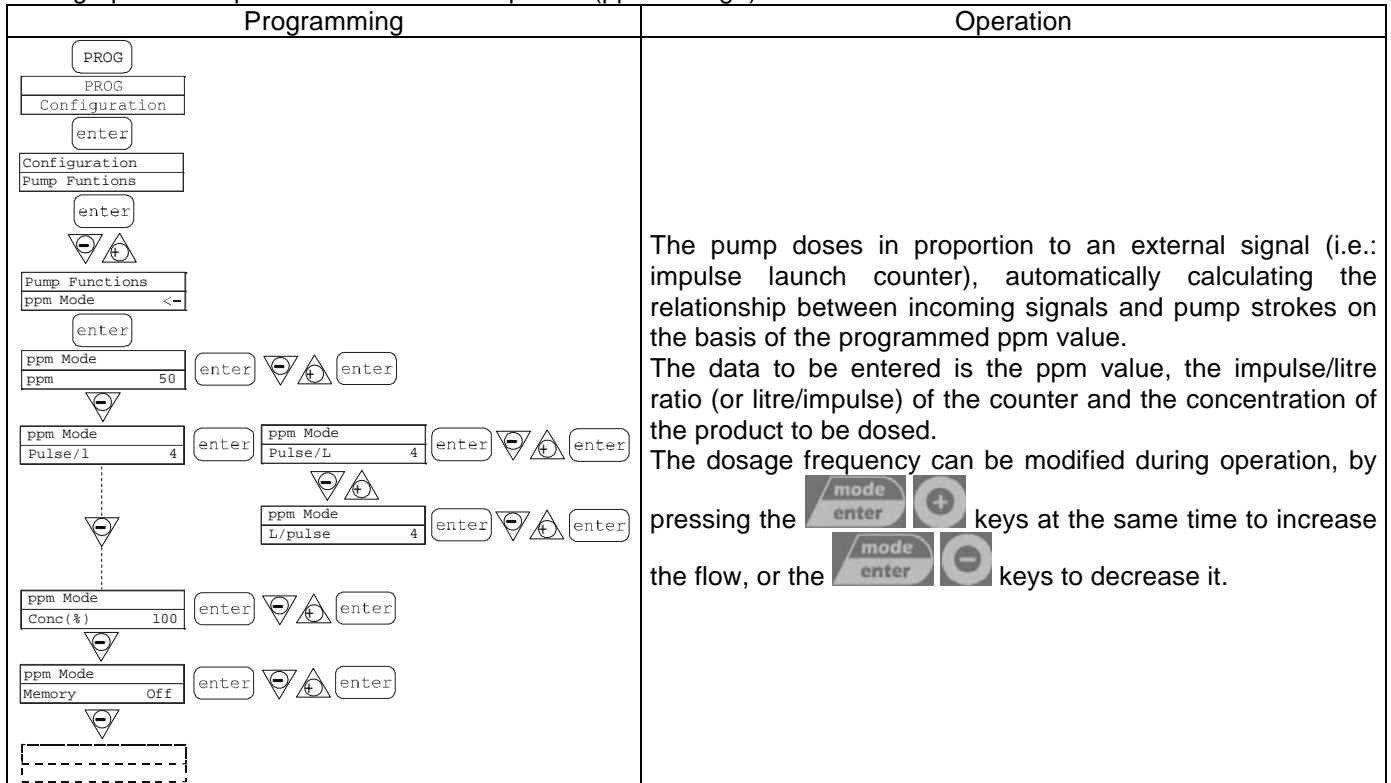 Programming
Operation
PROG
PROG
Configuration
enter
Configuration
Pump Funtions
enter
- +
Pump Functions
ppm Mode <-
enter
ppm Mode
ppm 50
enter - + enter
-
ppm Mode
Pulse/l 4
enter
ppm Mode
Pulse/L 4
enter - + enter
- +
ppm Mode
L/pulse 4
enter - + enter
-
ppm Mode
Conc(%) 100
enter - + enter
-
ppm Mode
Memory Off
enter - + enter
-
The pump doses in proportion to an external signal (i.e.:
impulse launch counter), automatically calculating the
relationship between incoming signals and pump strokes on
the basis of the programmed ppm value.
The data to be entered is the ppm value, the impulse/litre
ratio (or litre/impulse) of the counter and the concentration of
the product to be dosed.
The dosage frequency can be modified during operation, by
pressing the mode enter + keys at the same time to increase
the flow, or the mode enter - keys to decrease it.